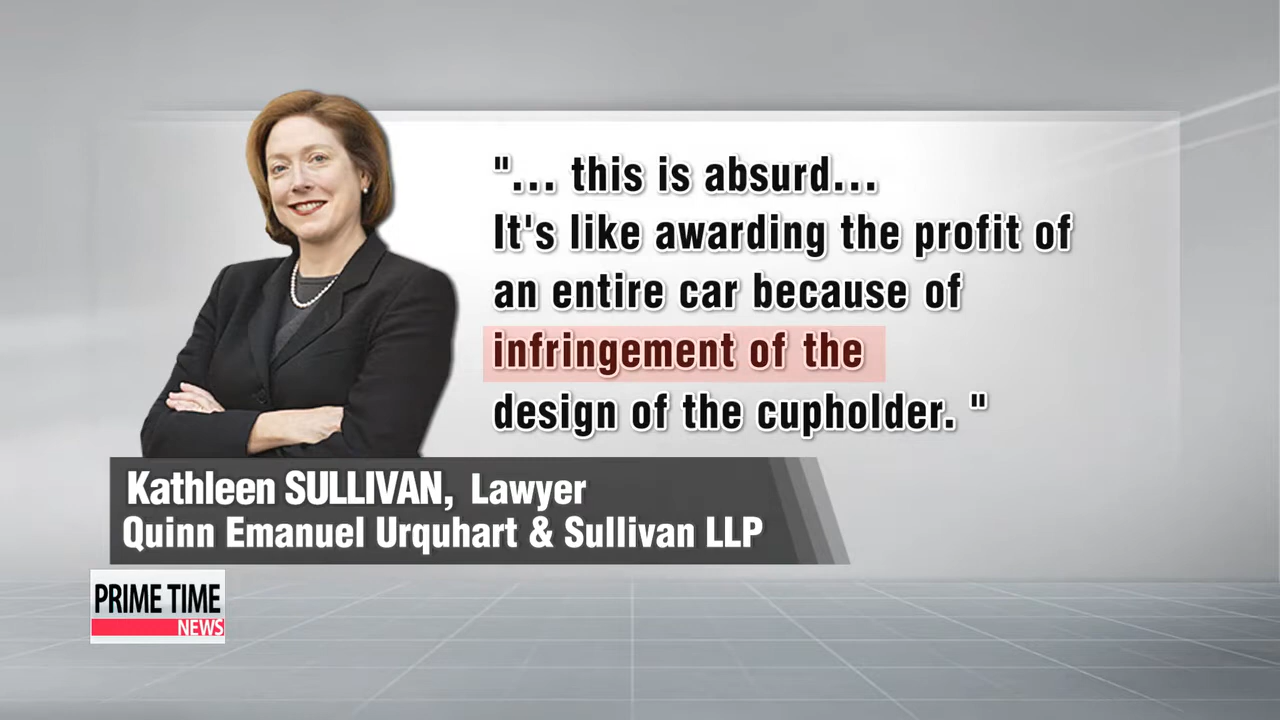 "... this is absurd...
It's like awarding the profit of
an entire car because of
infringement of the
design of the cupholder. "
Kathleen SULLIVAN, Lawyer
Quinn Emanuel Urquhart & Sullivan LLP
PRIME TIME
NEWS